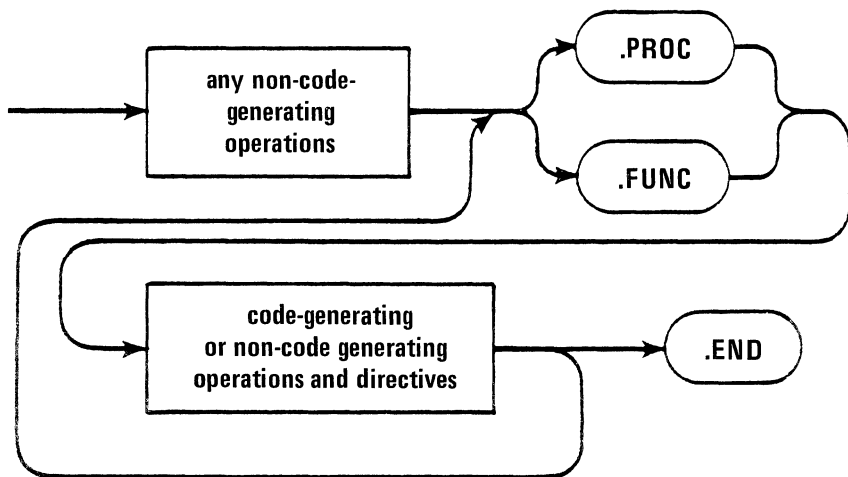 any non-code-
generating
operations
.PROC
.FUNC
code-generating
or non-code generating
operations and directives
.END